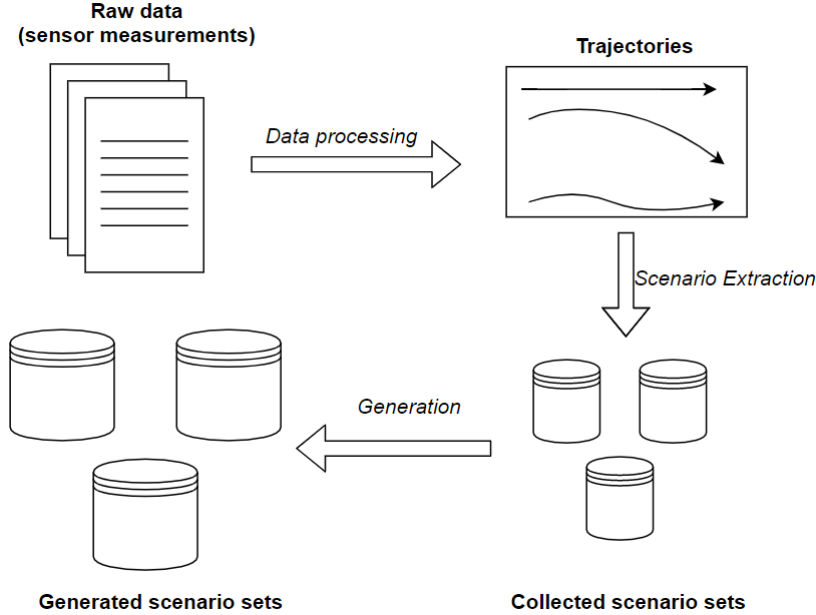 Raw data
(sensor measurements)
Trajectories
Data processing
Scenario Extraction
Generation
Generated scenario sets
Collected scenario sets